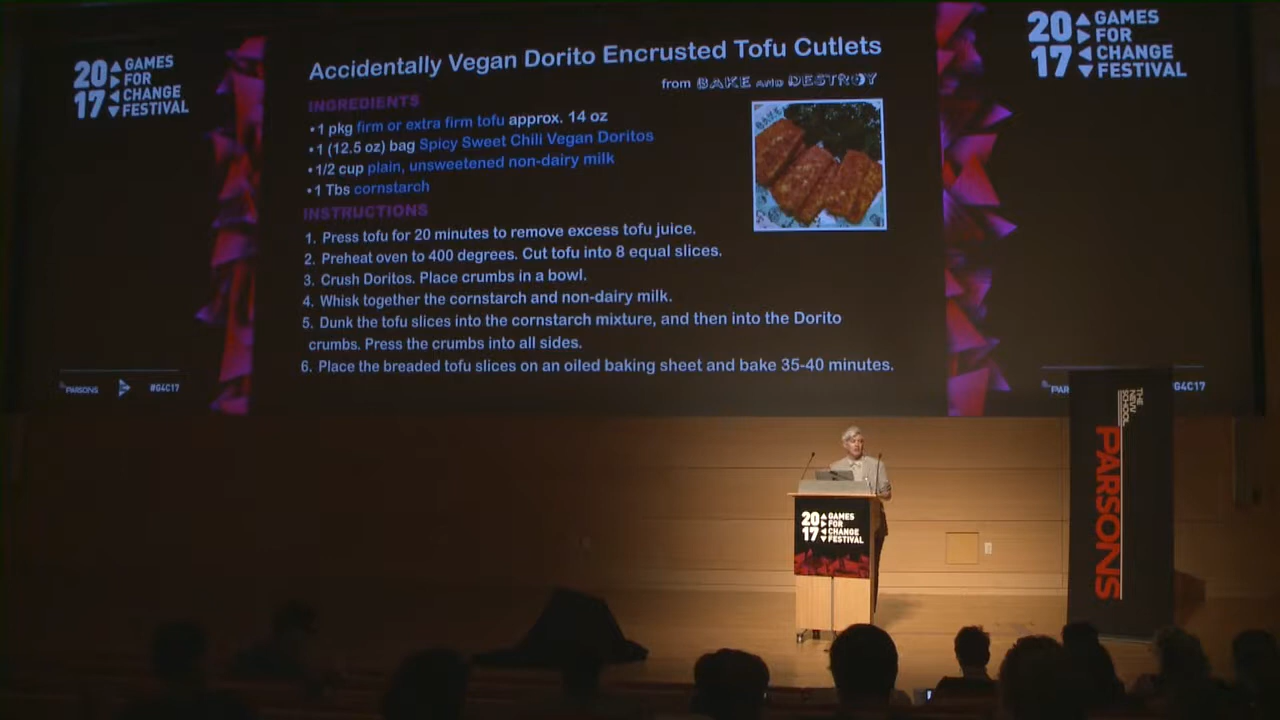 20 GAMES
FOR
17 CHANGE
FESTIVAL
Accidentally Vegan Dorito Encrusted Tofu Cutlets
from BAKE AND DESTROY
INGREDIENTS
•1 pkg firm or extra firm tofu approx. 14 oz
•1 (12.5 oz) bag Spicy Sweet Chili Vegan Doritos
•1/2 cup plain, unsweetened non-dairy milk
•1 Tbs cornstarch
INSTRUCTIONS
1. Press tofu for 20 minutes to remove excess tofu juice.
2. Preheat oven to 400 degrees. Cut tofu into 8 equal slices.
3. Crush Doritos. Place crumbs in a bowl.
4. Whisk together the cornstarch and non-dairy milk.
5. Dunk the tofu slices into the cornstarch mixture, and then into the Dorito
crumbs. Press the crumbs into all sides.
6. Place the breaded tofu slices on an oiled baking sheet and bake 35-40 minutes.
20 GAMES
FOR
17 CHANGE
FESTIVAL
PARSONS #G4C17
PAR G4C17
THE
NEW
SCHOOL
PARSONS
20 GAMES
FOR
17 CHANGE
FESTIVAL